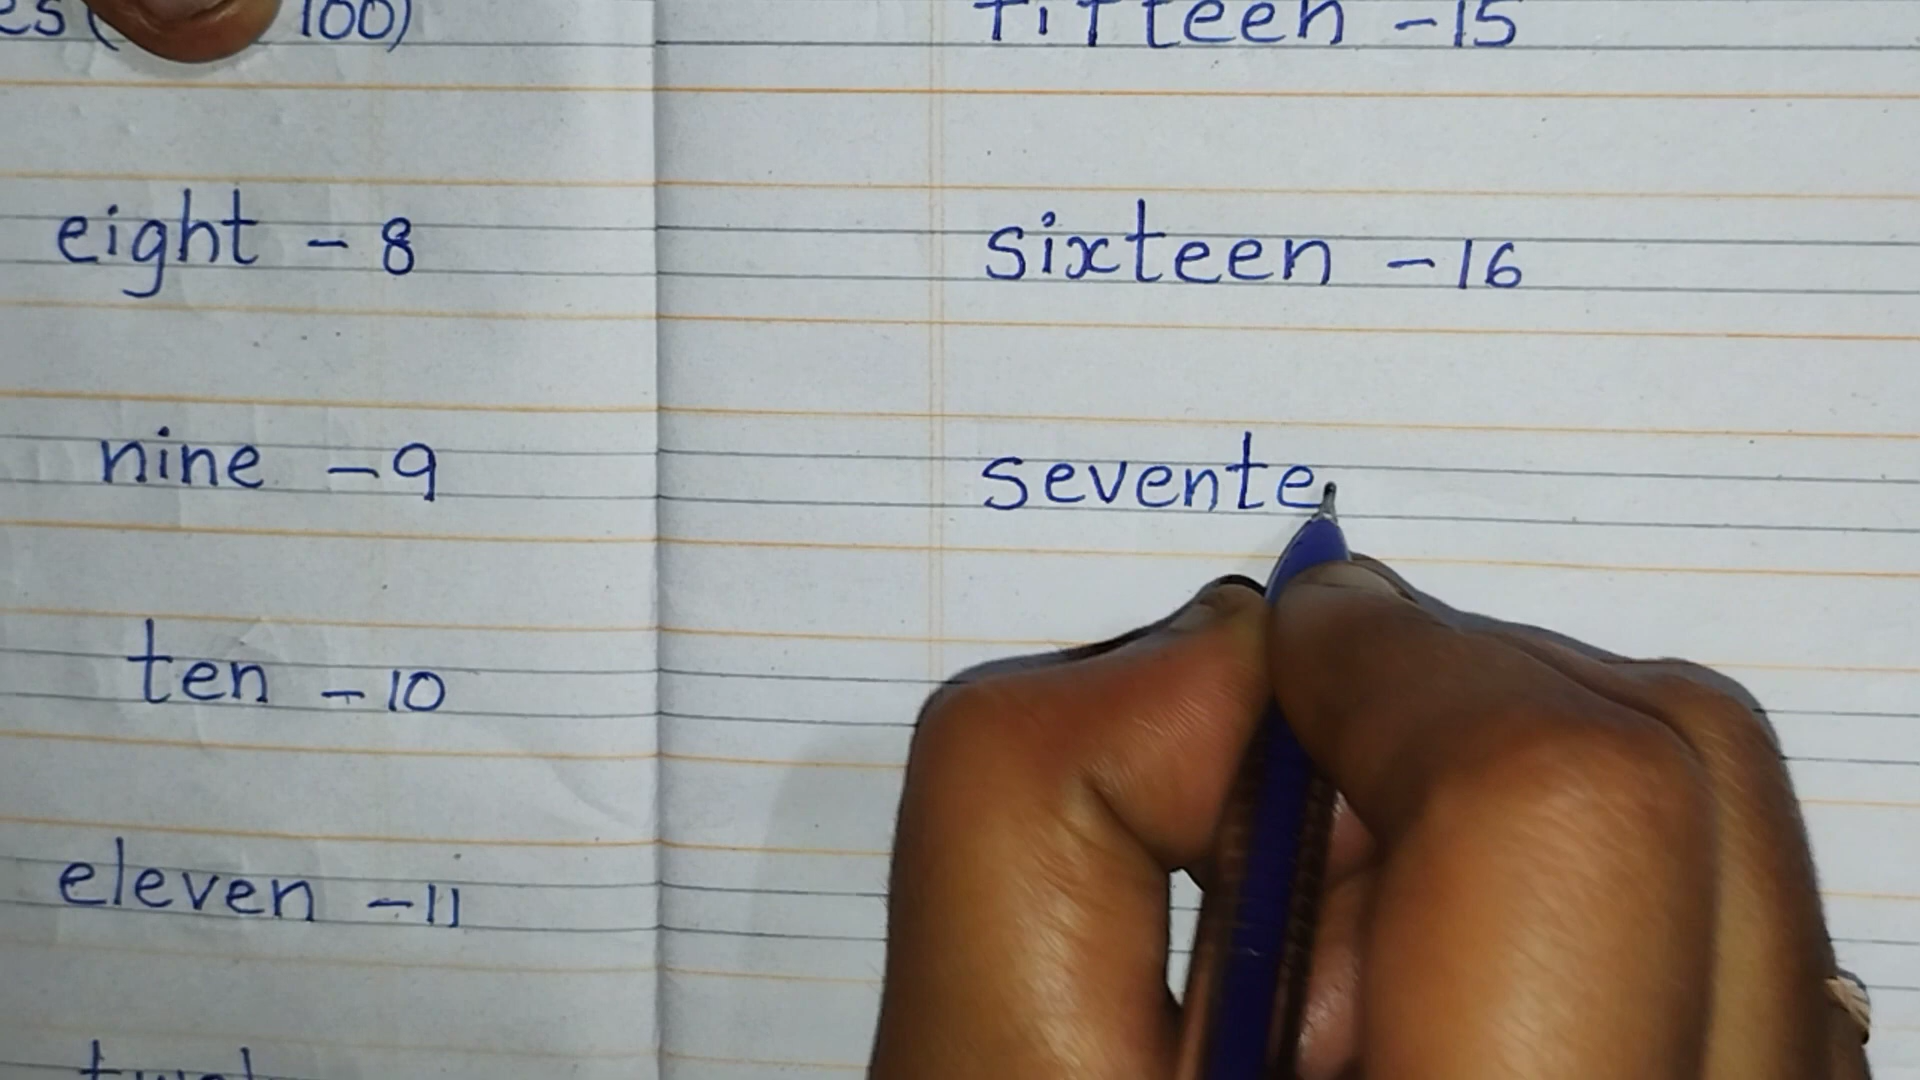 100)
eight - 8
nine - 9
ten - 10
eleven - 11
fifteen - 15
sixteen - 16
sevente